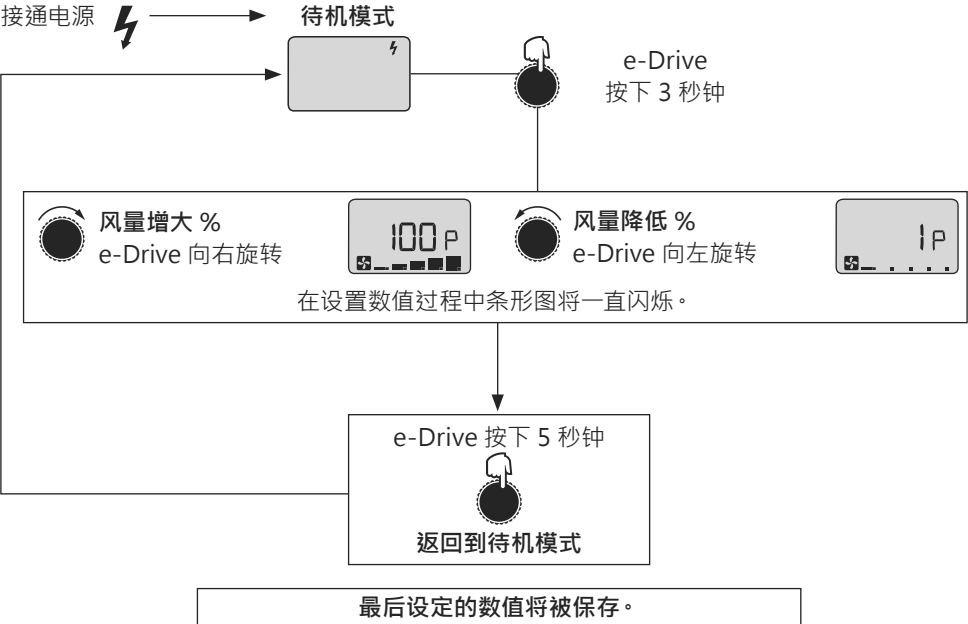 接通电源
待机模式
e-Drive
按下 3 秒钟
风量增大 %
e-Drive 向右旋转
100 P
风量降低 %
e-Drive 向左旋转
1 P
在设置数值过程中条形图将一直闪烁。
e-Drive 按下 5 秒钟
返回到待机模式
最后设定的数值将被保存。